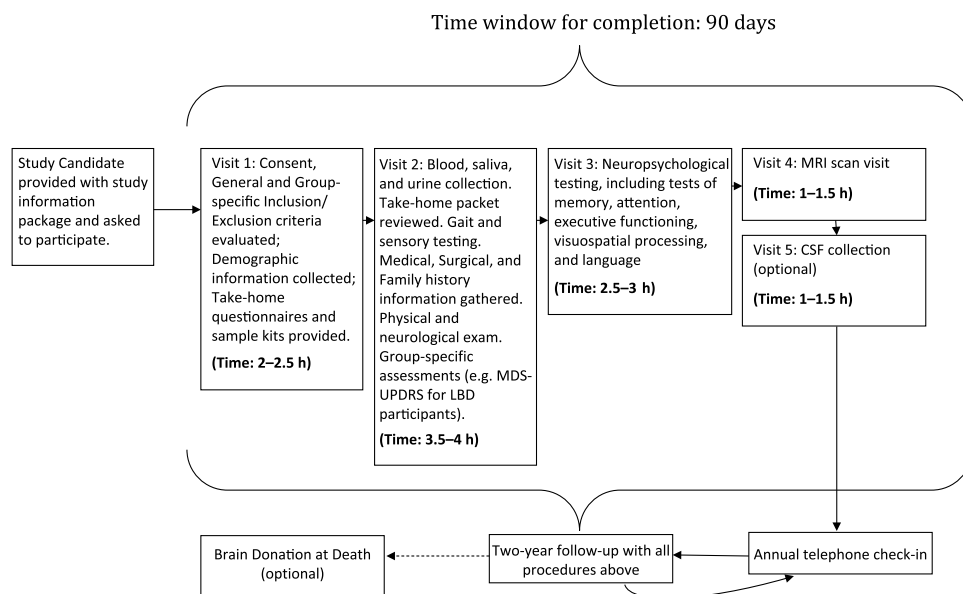 Time window for completion: 90 days
Study Candidate
provided with study
information
package and asked
to participate.
Visit 1: Consent,
General and Group-
specific Inclusion/
Exclusion criteria
evaluated;
Demographic
information collected;
Take-home
questionnaires and
sample kits provided.
(Time: 2–2.5 h)
Visit 2: Blood, saliva,
and urine collection.
Take-home packet
reviewed. Gait and
sensory testing.
Medical, Surgical, and
Family history
information gathered.
Physical and
neurological exam.
Group-specific
assessments (e.g. MDS-
UPDRS for LBD
participants).
(Time: 3.5–4 h)
Visit 3: Neuropsychological
testing, including tests of
memory, attention,
executive functioning,
visuospatial processing,
and language
(Time: 2.5–3 h)
Visit 4: MRI scan visit
(Time: 1–1.5 h)
Visit 5: CSF collection
(optional)
(Time: 1–1.5 h)
Brain Donation at Death
(optional)
Two-year follow-up with all
procedures above
Annual telephone check-in